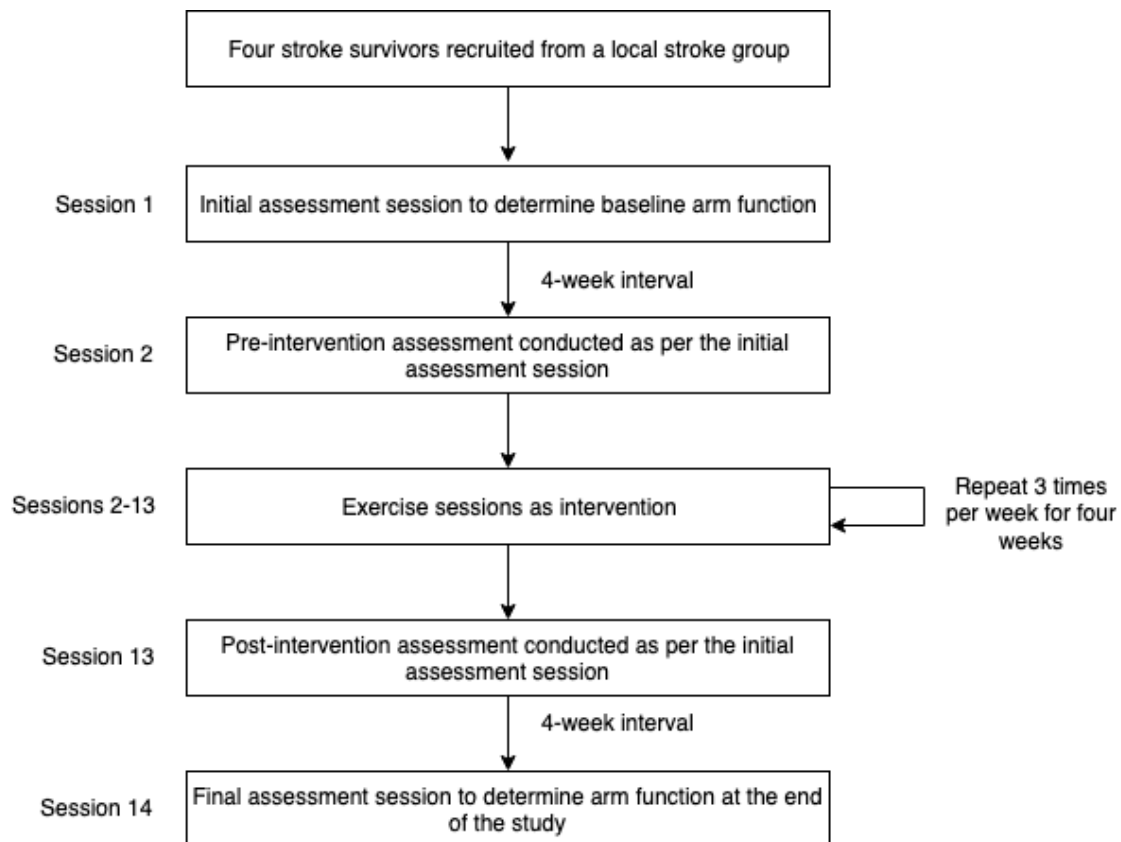 Four stroke survivors recruited from a local stroke group
Session 1
Initial assessment session to determine baseline arm function
4-week interval
Session 2
Pre-intervention assessment conducted as per the initial
assessment session
Sessions 2-13
Exercise sessions as intervention
Repeat 3 times
per week for four
weeks
Session 13
Post-intervention assessment conducted as per the initial
assessment session
4-week interval
Session 14
Final assessment session to determine arm function at the end
of the study